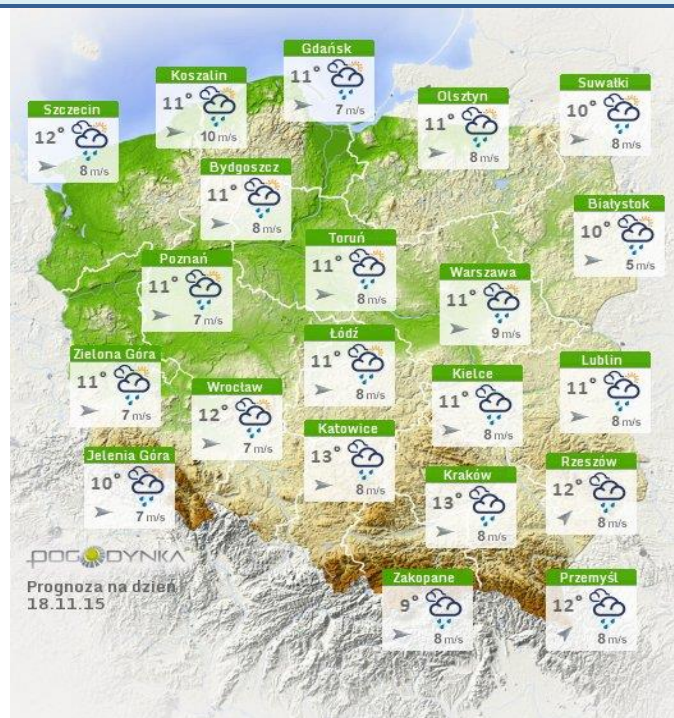 Gdańsk
11°
7 m/s
Koszalin
11°
10 m/s
Suwałki
10°
8 m/s
Olsztyn
11°
8 m/s
Szczecin
12°
8 m/s
Bydgoszcz
11°
8 m/s
Białystok
10°
5 m/s
Toruń
11°
8 m/s
Poznań
11°
7 m/s
Warszawa
11°
9 m/s
Łódź
11°
8 m/s
Zielona Góra
11°
7 m/s
Lublin
11°
8 m/s
Kielce
11°
8 m/s
Wrocław
12°
7 m/s
Katowice
13°
8 m/s
Jelenia Góra
10°
7 m/s
Rzeszów
12°
8 m/s
Kraków
13°
8 m/s
POGODYNKA
Prognoza na dzień
18.11.15
Zakopane
9°
8 m/s
Przemyśl
12°
8 m/s